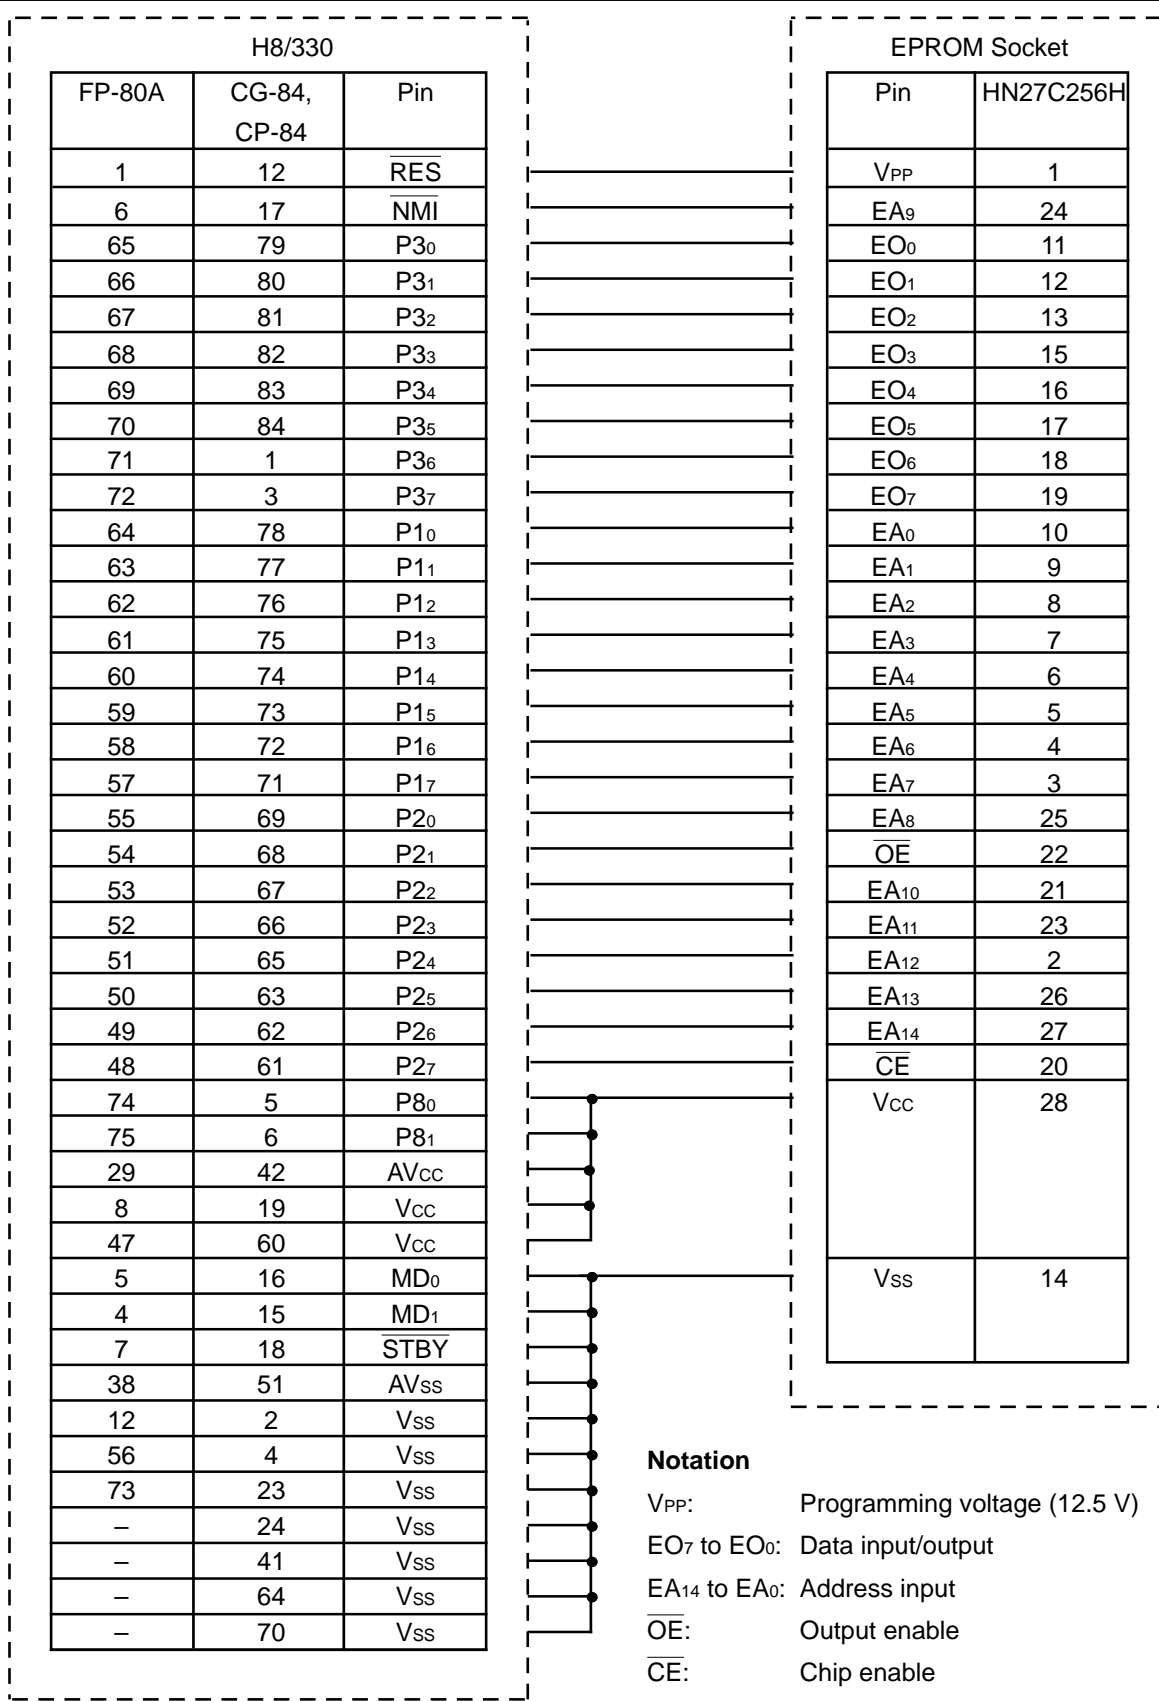 H8/330 EPROM Socket
FP-80A CG-84, Pin Pin HN27C256H
CP-84
1 12 R̅E̅S̅ VPP 1
6 17 N̅M̅I̅ EA9 24
65 79 P30 EO0 11
66 80 P31 EO1 12
67 81 P32 EO2 13
68 82 P33 EO3 15
69 83 P34 EO4 16
70 84 P35 EO5 17
71 1 P36 EO6 18
72 3 P37 EO7 19
64 78 P10 EA0 10
63 77 P11 EA1 9
62 76 P12 EA2 8
61 75 P13 EA3 7
60 74 P14 EA4 6
59 73 P15 EA5 5
58 72 P16 EA6 4
57 71 P17 EA7 3
55 69 P20 EA8 25
54 68 P21 O̅E̅ 22
53 67 P22 EA10 21
52 66 P23 EA11 23
51 65 P24 EA12 2
50 63 P25 EA13 26
49 62 P26 EA14 27
48 61 P27 C̅E̅ 20
74 5 P80 VCC 28
75 6 P81
29 42 AVCC
8 19 VCC
47 60 VCC
5 16 MD0 VSS 14
4 15 MD1
7 18 S̅T̅B̅Y̅
38 51 AVSS
12 2 VSS
56 4 VSS
73 23 VSS
– 24 VSS
– 41 VSS
– 64 VSS
– 70 VSS
Notation
VPP: Programming voltage (12.5 V)
EO7 to EO0: Data input/output
EA14 to EA0: Address input
O̅E̅: Output enable
C̅E̅: Chip enable